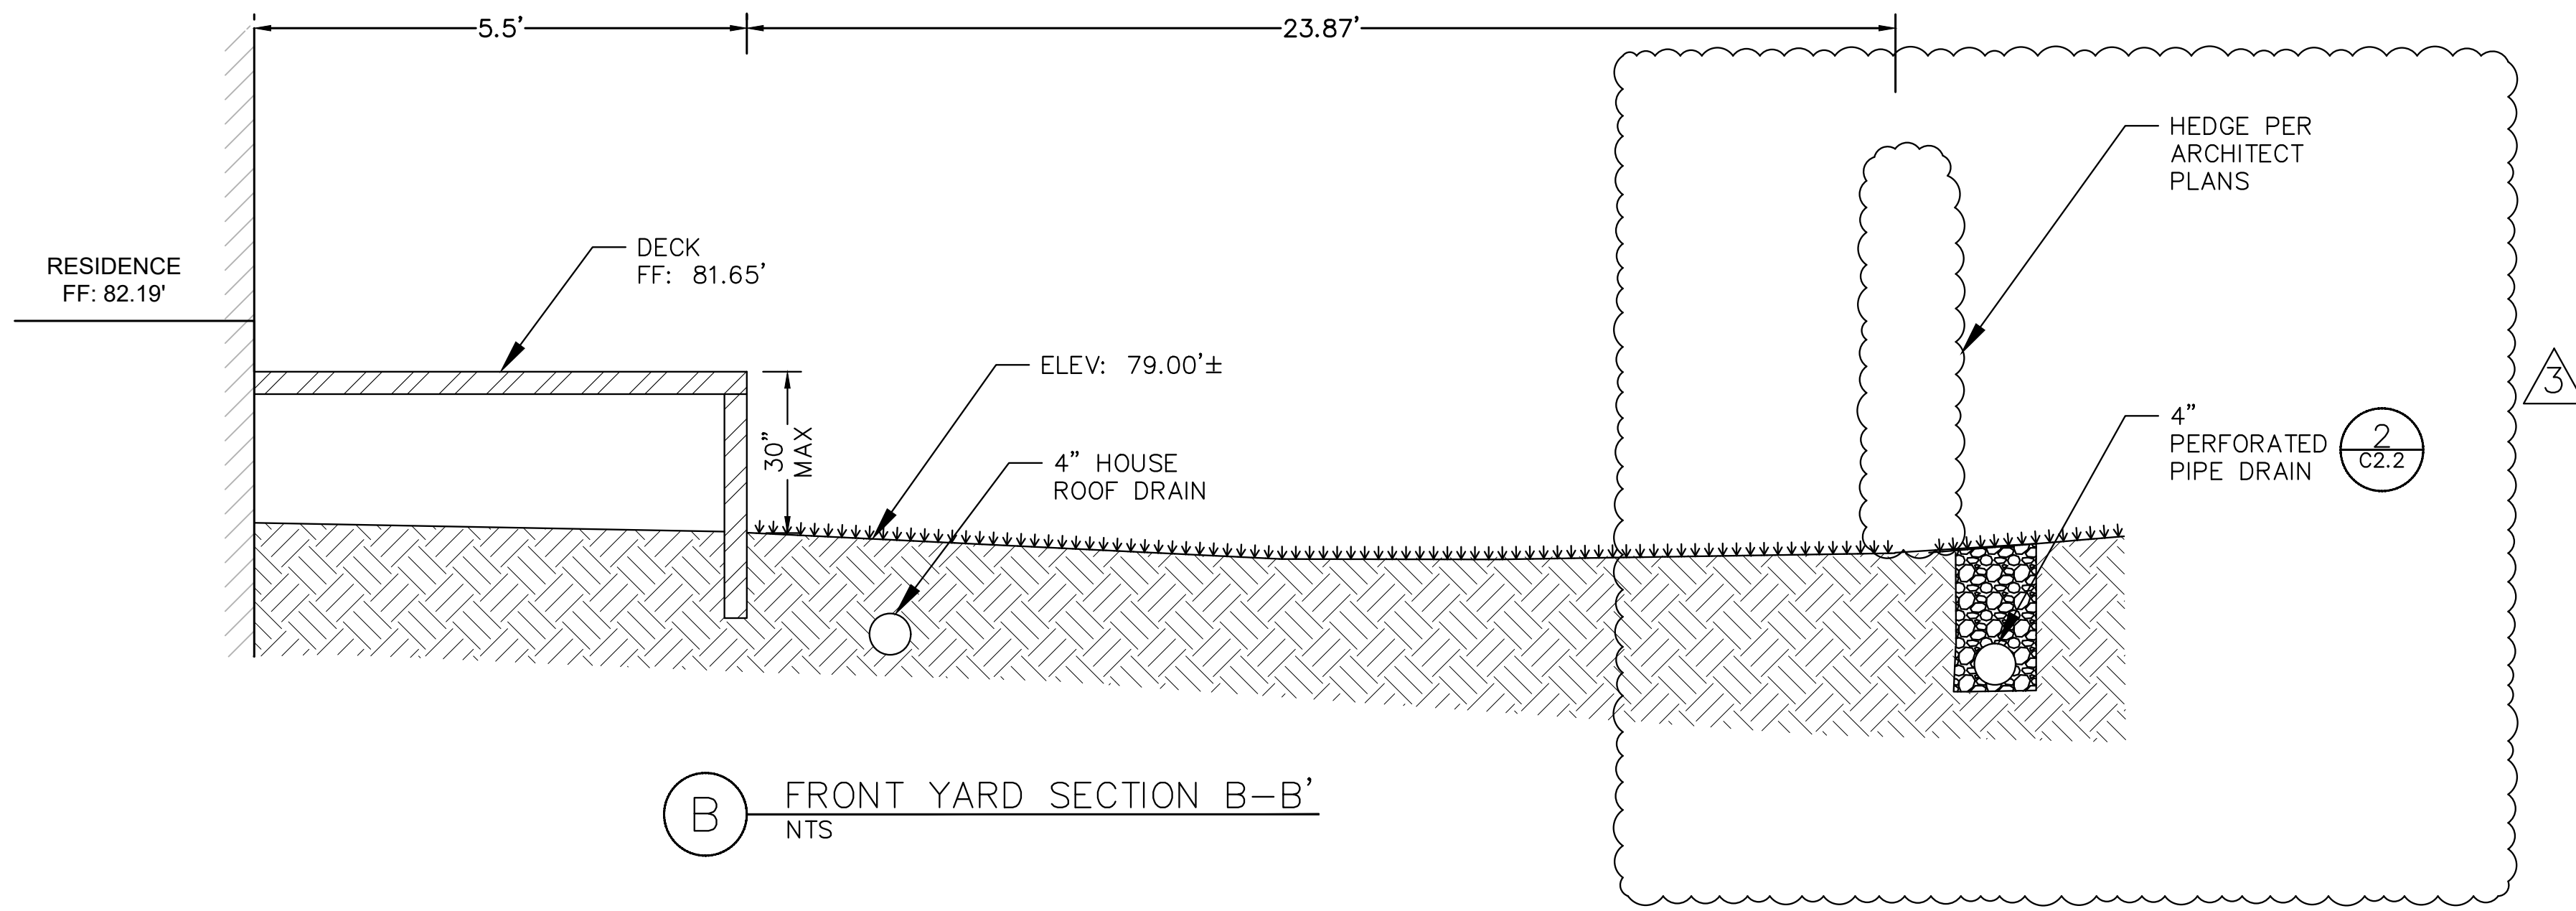 5.5’
23.87’
HEDGE PER
ARCHITECT
PLANS
DECK
FF: 81.65’
RESIDENCE
FF: 82.19'
ELEV: 79.00’±
3
30”
MAX
4” HOUSE
ROOF DRAIN
4”
PERFORATED
PIPE DRAIN
2
C2.2
B
FRONT YARD SECTION B–B’
NTS